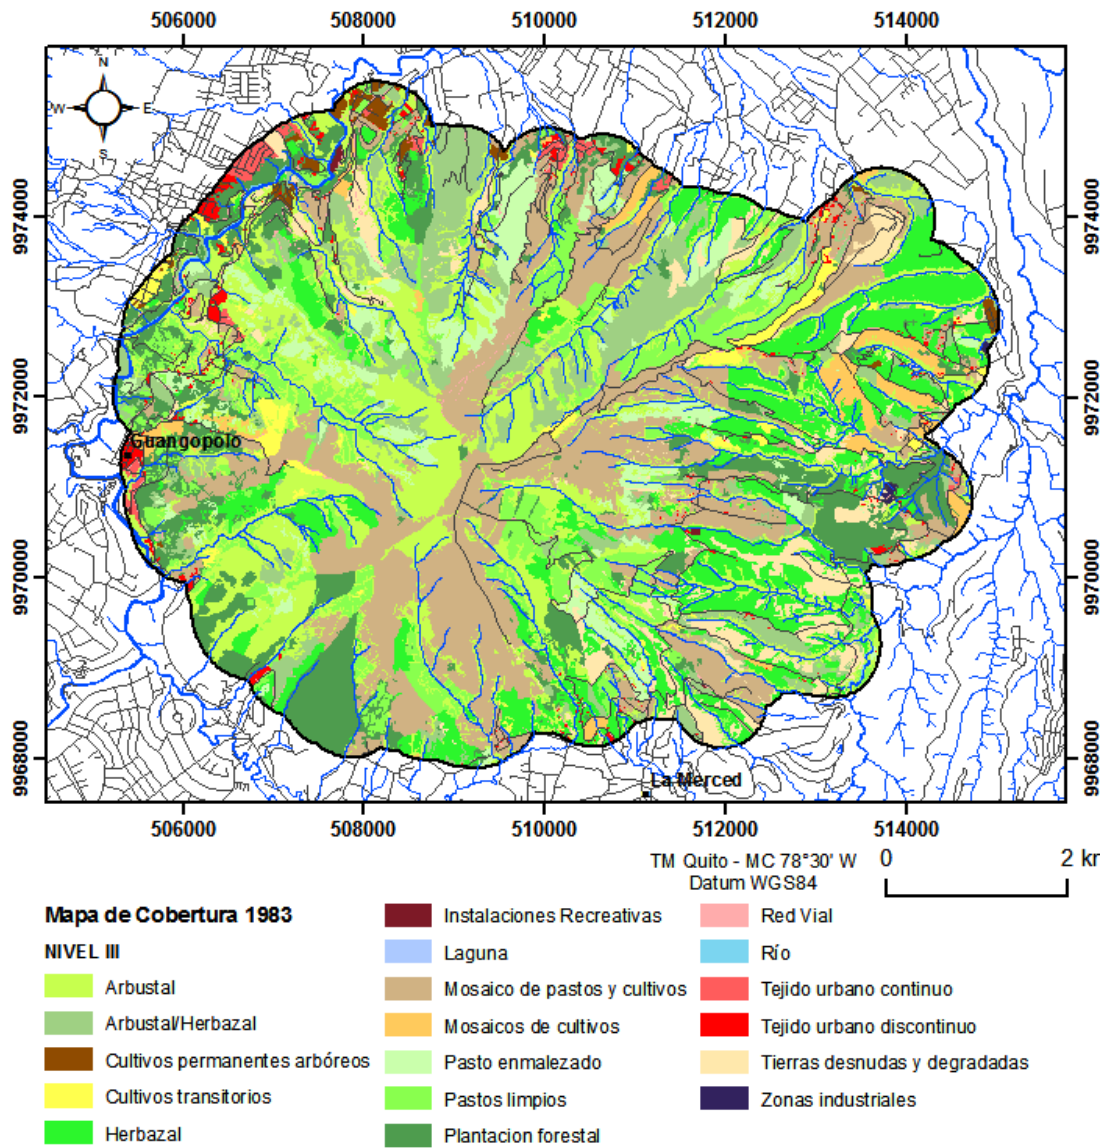 506000 508000 510000 512000 514000
N
W E
S
9974000 9974000
9972000 9972000
Guangopolo
9970000 9970000
9968000 9968000
La Merced
506000 508000 510000 512000 514000
TM Quito - MC 78°30' W 0 2 kr
Datum WGS84
Mapa de Cobertura 1983
NIVEL III
Arbustal
Arbustal/Herbazal
Cultivos permanentes arbóreos
Cultivos transitorios
Herbazal
Instalaciones Recreativas
Laguna
Mosaico de pastos y cultivos
Mosaicos de cultivos
Pasto enmalezado
Pastos limpios
Plantacion forestal
Red Vial
Río
Tejido urbano continuo
Tejido urbano discontinuo
Tierras desnudas y degradadas
Zonas industriales